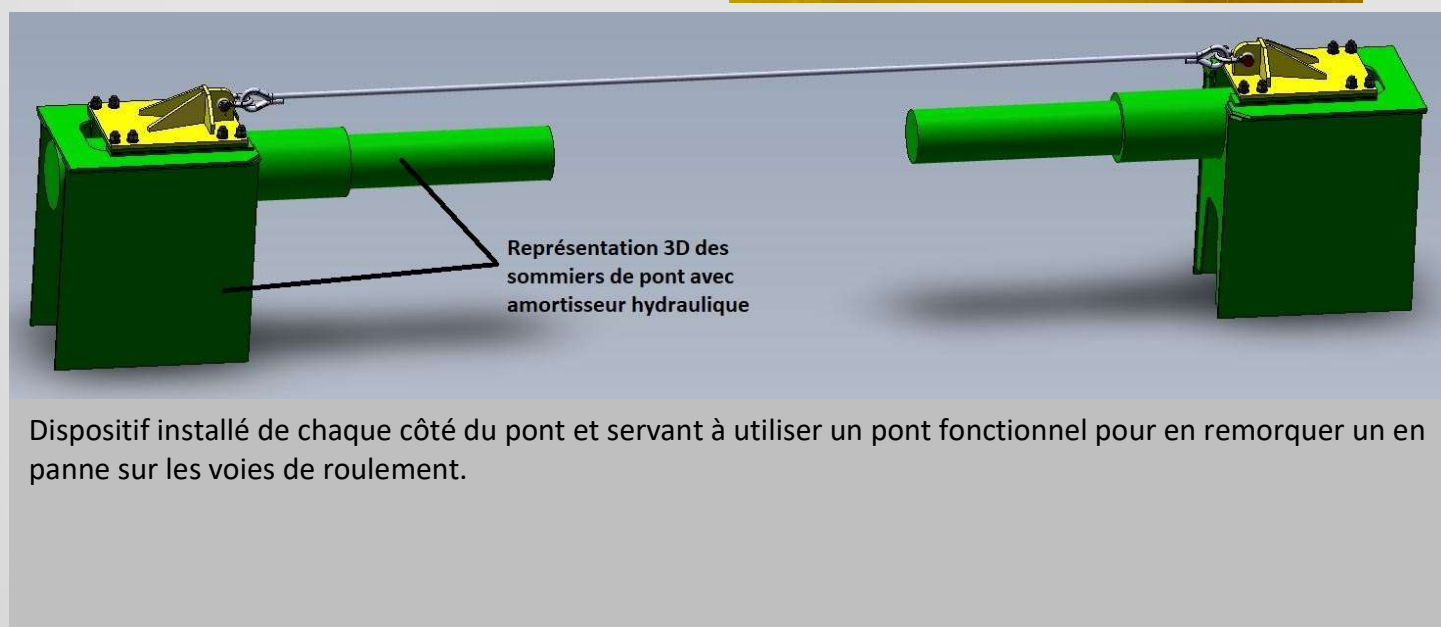 Représentation 3D des
sommiers de pont avec
amortisseur hydraulique
Dispositif installé de chaque côté du pont et servant à utiliser un pont fonctionnel pour en remorquer un en
panne sur les voies de roulement.